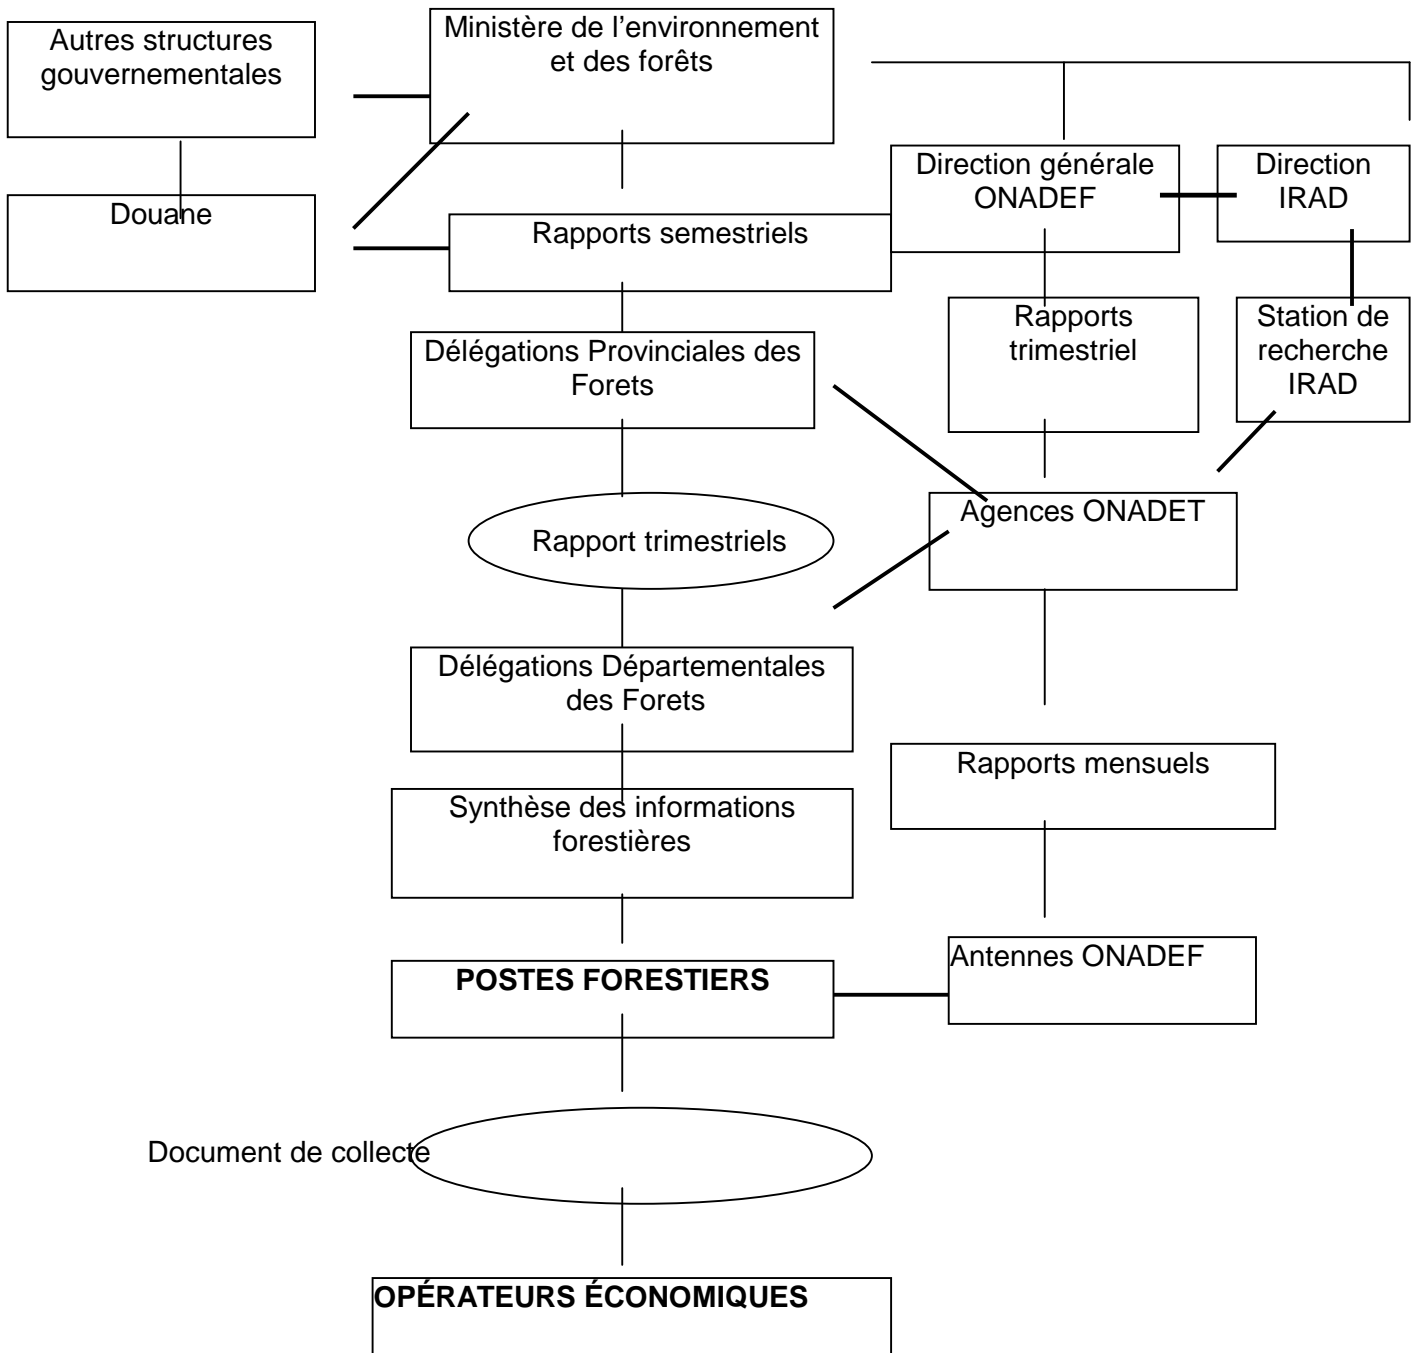 Autres structures
gouvernementales
Ministère de l’environnement
et des forêts
Direction générale
ONADEF
Direction
IRAD
Douane
Rapports semestriels
Rapports
trimestriel
Station de
recherche
IRAD
Délégations Provinciales des
Forets
Agences ONADET
Rapport trimestriels
Délégations Départementales
des Forets
Rapports mensuels
Synthèse des informations
forestières
Antennes ONADEF
POSTES FORESTIERS
Document de collecte
OPÉRATEURS ÉCONOMIQUES